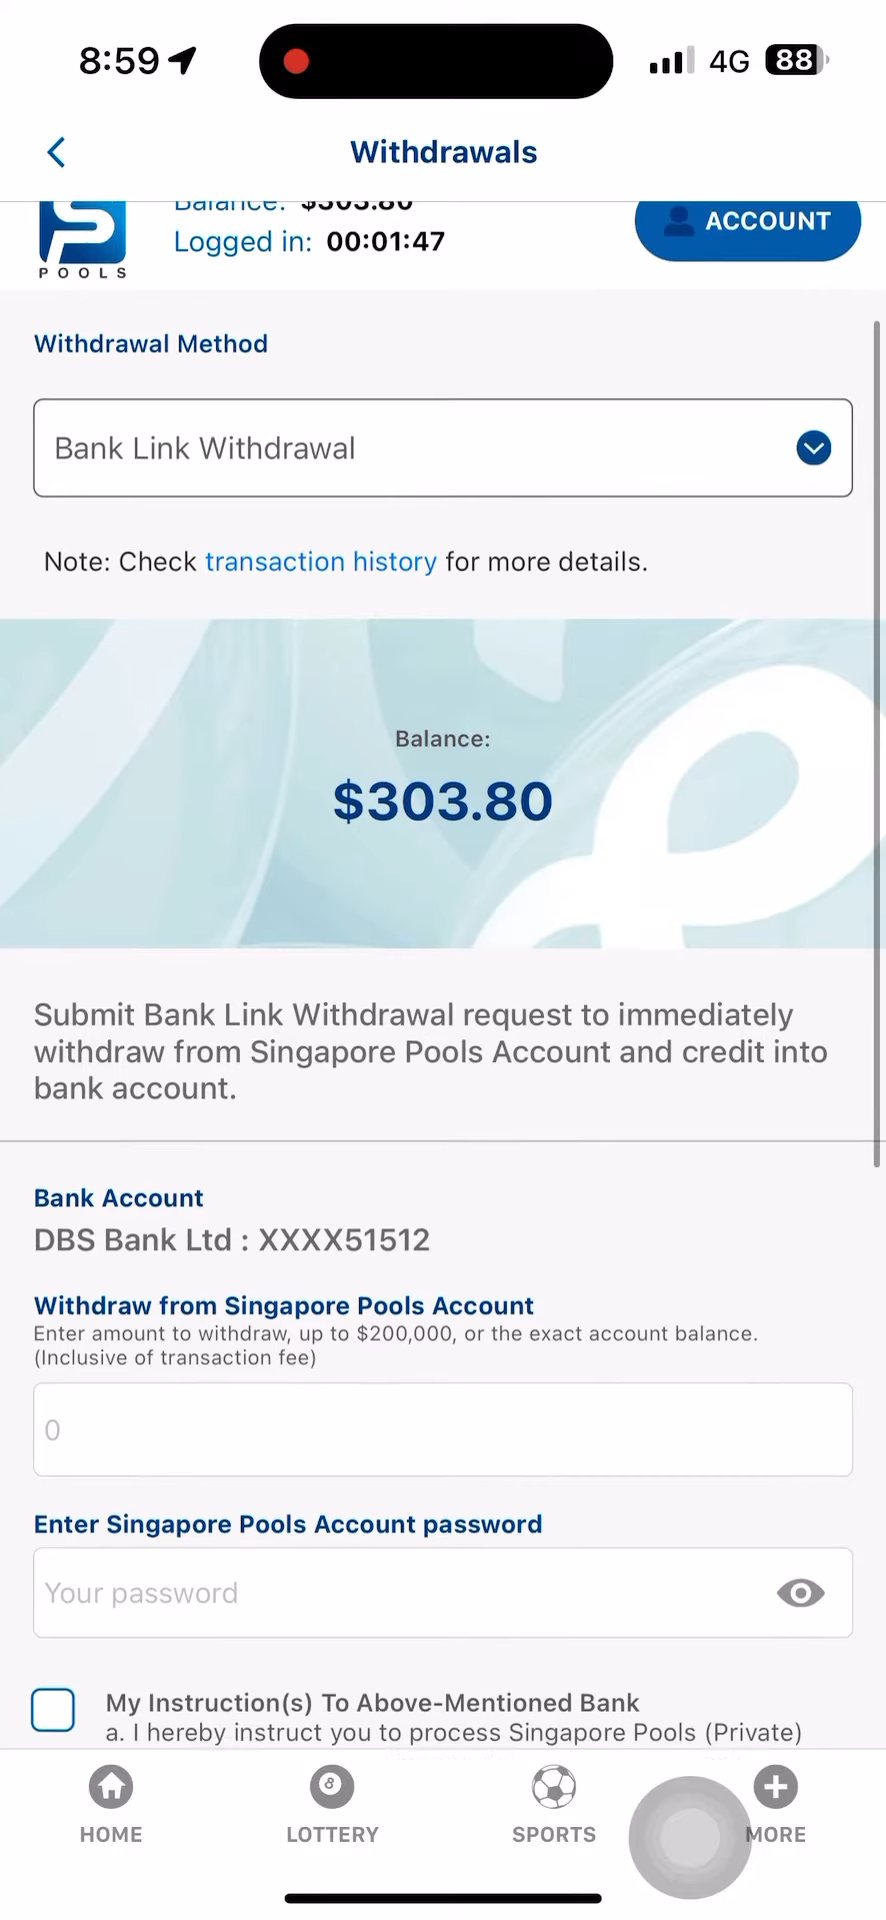 8:59
4G
88
Withdrawals
Balance: $303.80
POOLS
Logged in: 00:01:47
ACCOUNT
Withdrawal Method
Bank Link Withdrawal
Note: Check transaction history for more details.
Balance:
$303.80
Submit Bank Link Withdrawal request to immediately
withdraw from Singapore Pools Account and credit into
bank account.
Bank Account
DBS Bank Ltd : XXXX51512
Withdraw from Singapore Pools Account
Enter amount to withdraw, up to $200,000, or the exact account balance.
(Inclusive of transaction fee)
0
Enter Singapore Pools Account password
Your password
My Instruction(s) To Above-Mentioned Bank
a. I hereby instruct you to process Singapore Pools (Private)
HOME
LOTTERY
SPORTS
MORE